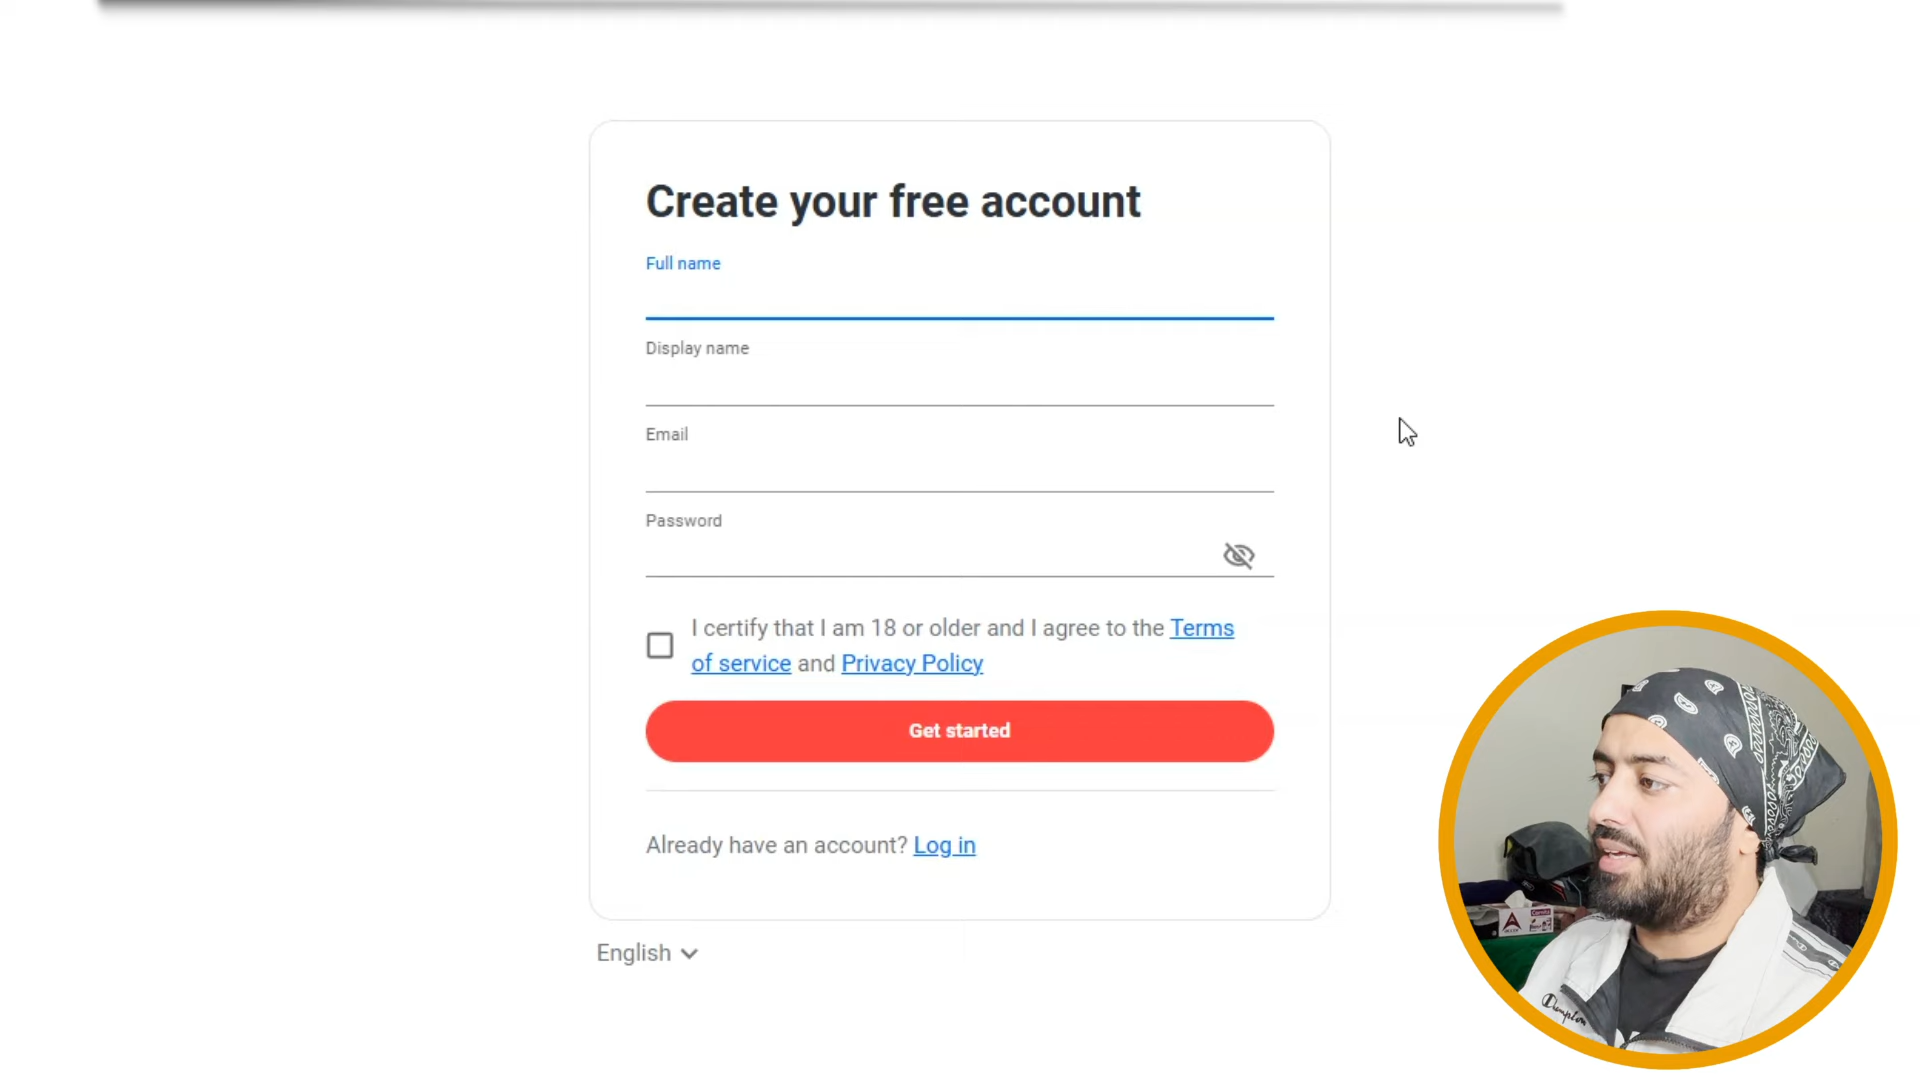 Create your free account
Full name
Display name
Email
Password
I certify that I am 18 or older and I agree to the Terms
of service and Privacy Policy
Get started
Already have an account? Log in
English
Champion